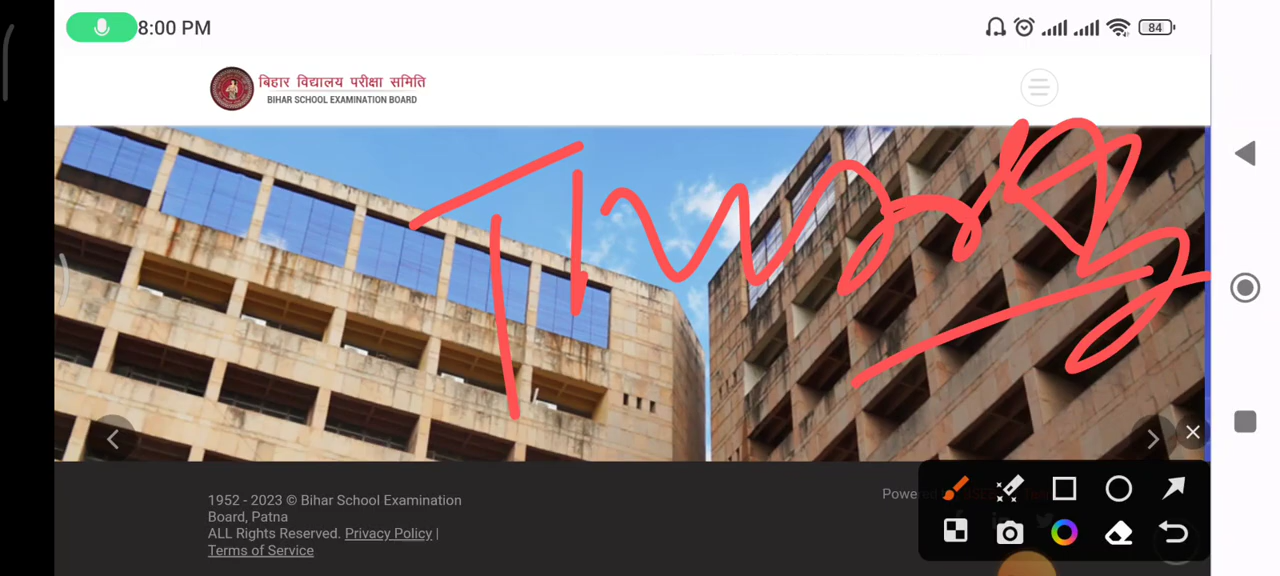 8:00 PM
84
बिहार विद्यालय परीक्षा समिति
BIHAR SCHOOL EXAMINATION BOARD
1952 - 2023 © Bihar School Examination
Board, Patna
ALL Rights Reserved. Privacy Policy |
Terms of Service